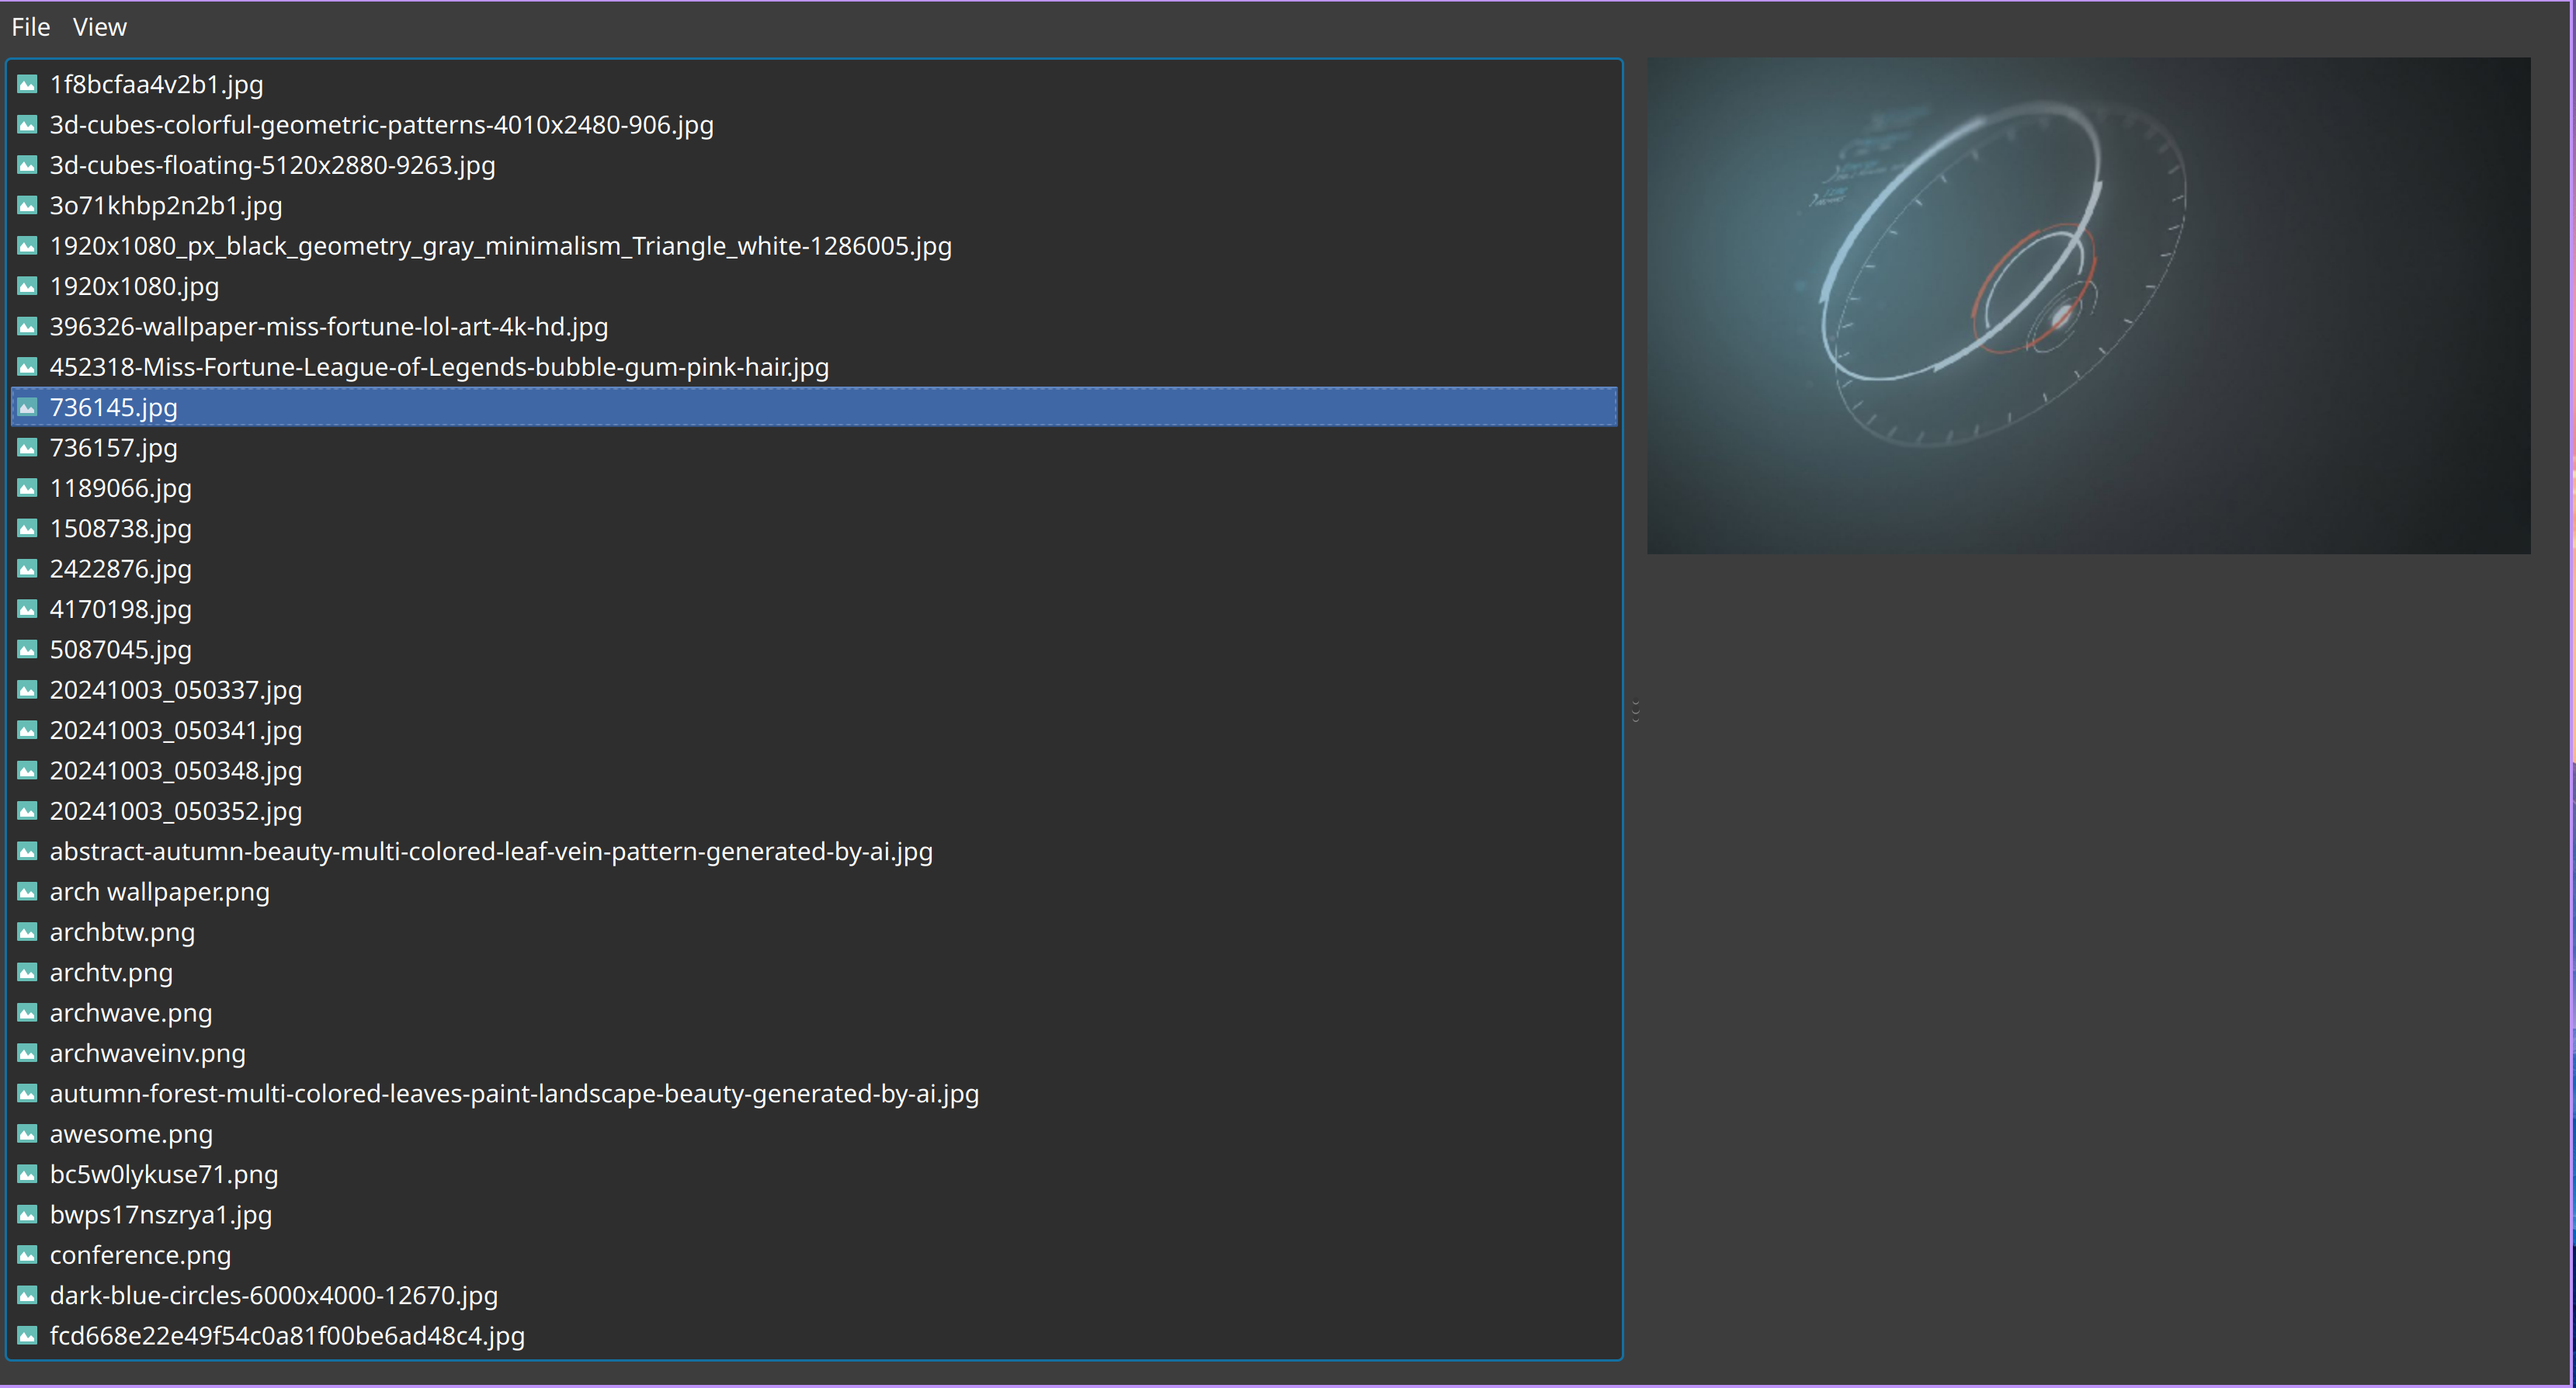 File View
1f8bcfaa4v2b1.jpg
3d-cubes-colorful-geometric-patterns-4010x2480-906.jpg
3d-cubes-floating-5120x2880-9263.jpg
3o71khbp2n2b1.jpg
1920x1080_px_black_geometry_gray_minimalism_Triangle_white-1286005.jpg
1920x1080.jpg
396326-wallpaper-miss-fortune-lol-art-4k-hd.jpg
452318-Miss-Fortune-League-of-Legends-bubble-gum-pink-hair.jpg
736145.jpg
736157.jpg
1189066.jpg
1508738.jpg
2422876.jpg
4170198.jpg
5087045.jpg
20241003_050337.jpg
20241003_050341.jpg
20241003_050348.jpg
20241003_050352.jpg
abstract-autumn-beauty-multi-colored-leaf-vein-pattern-generated-by-ai.jpg
arch wallpaper.png
archbtw.png
archtv.png
archwave.png
archwaveinv.png
autumn-forest-multi-colored-leaves-paint-landscape-beauty-generated-by-ai.jpg
awesome.png
bc5w0lykuse71.png
bwps17nszrya1.jpg
conference.png
dark-blue-circles-6000x4000-12670.jpg
fcd668e22e49f54c0a81f00be6ad48c4.jpg